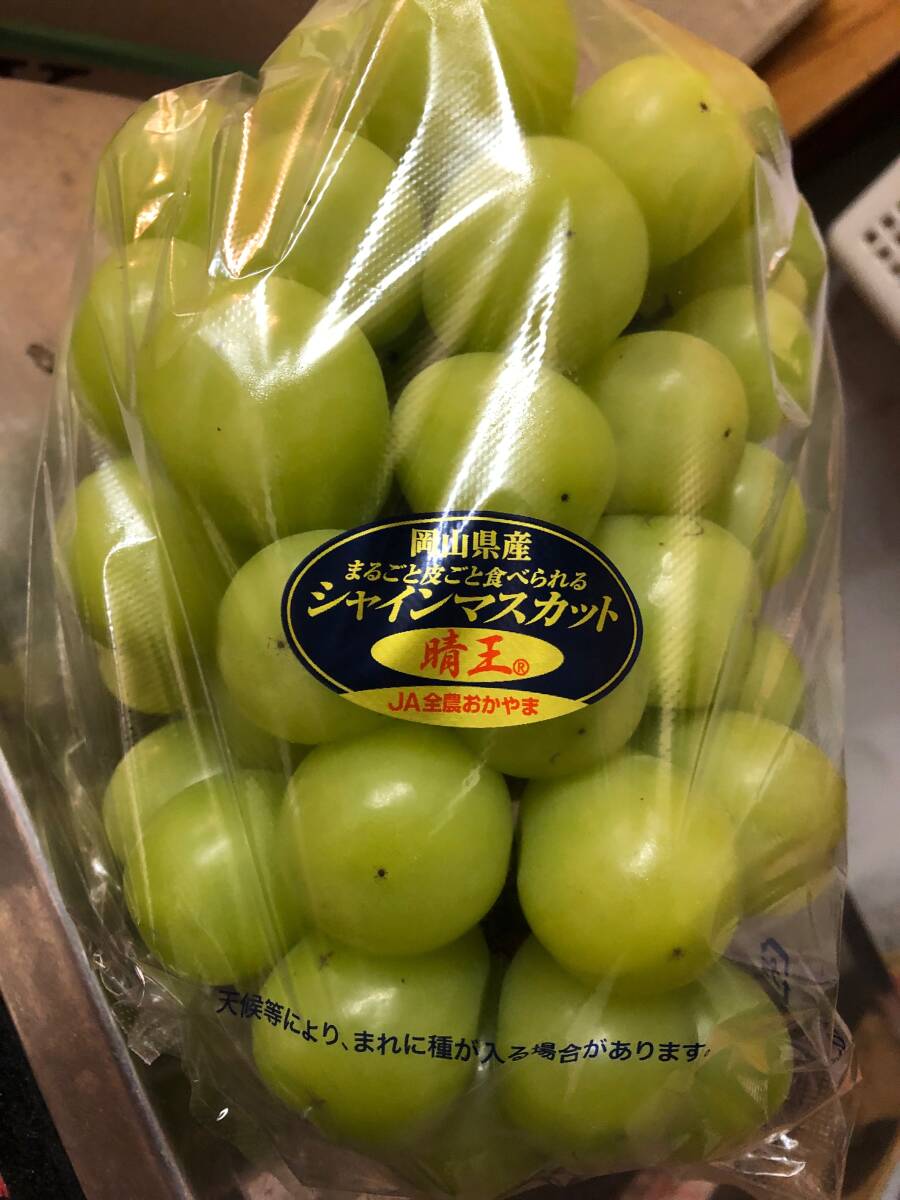 岡山県産
まるごと皮ごと食べられる
シャインマスカット
晴王®
JA全農おかやま
天候等により、まれに種が入る場合があります。